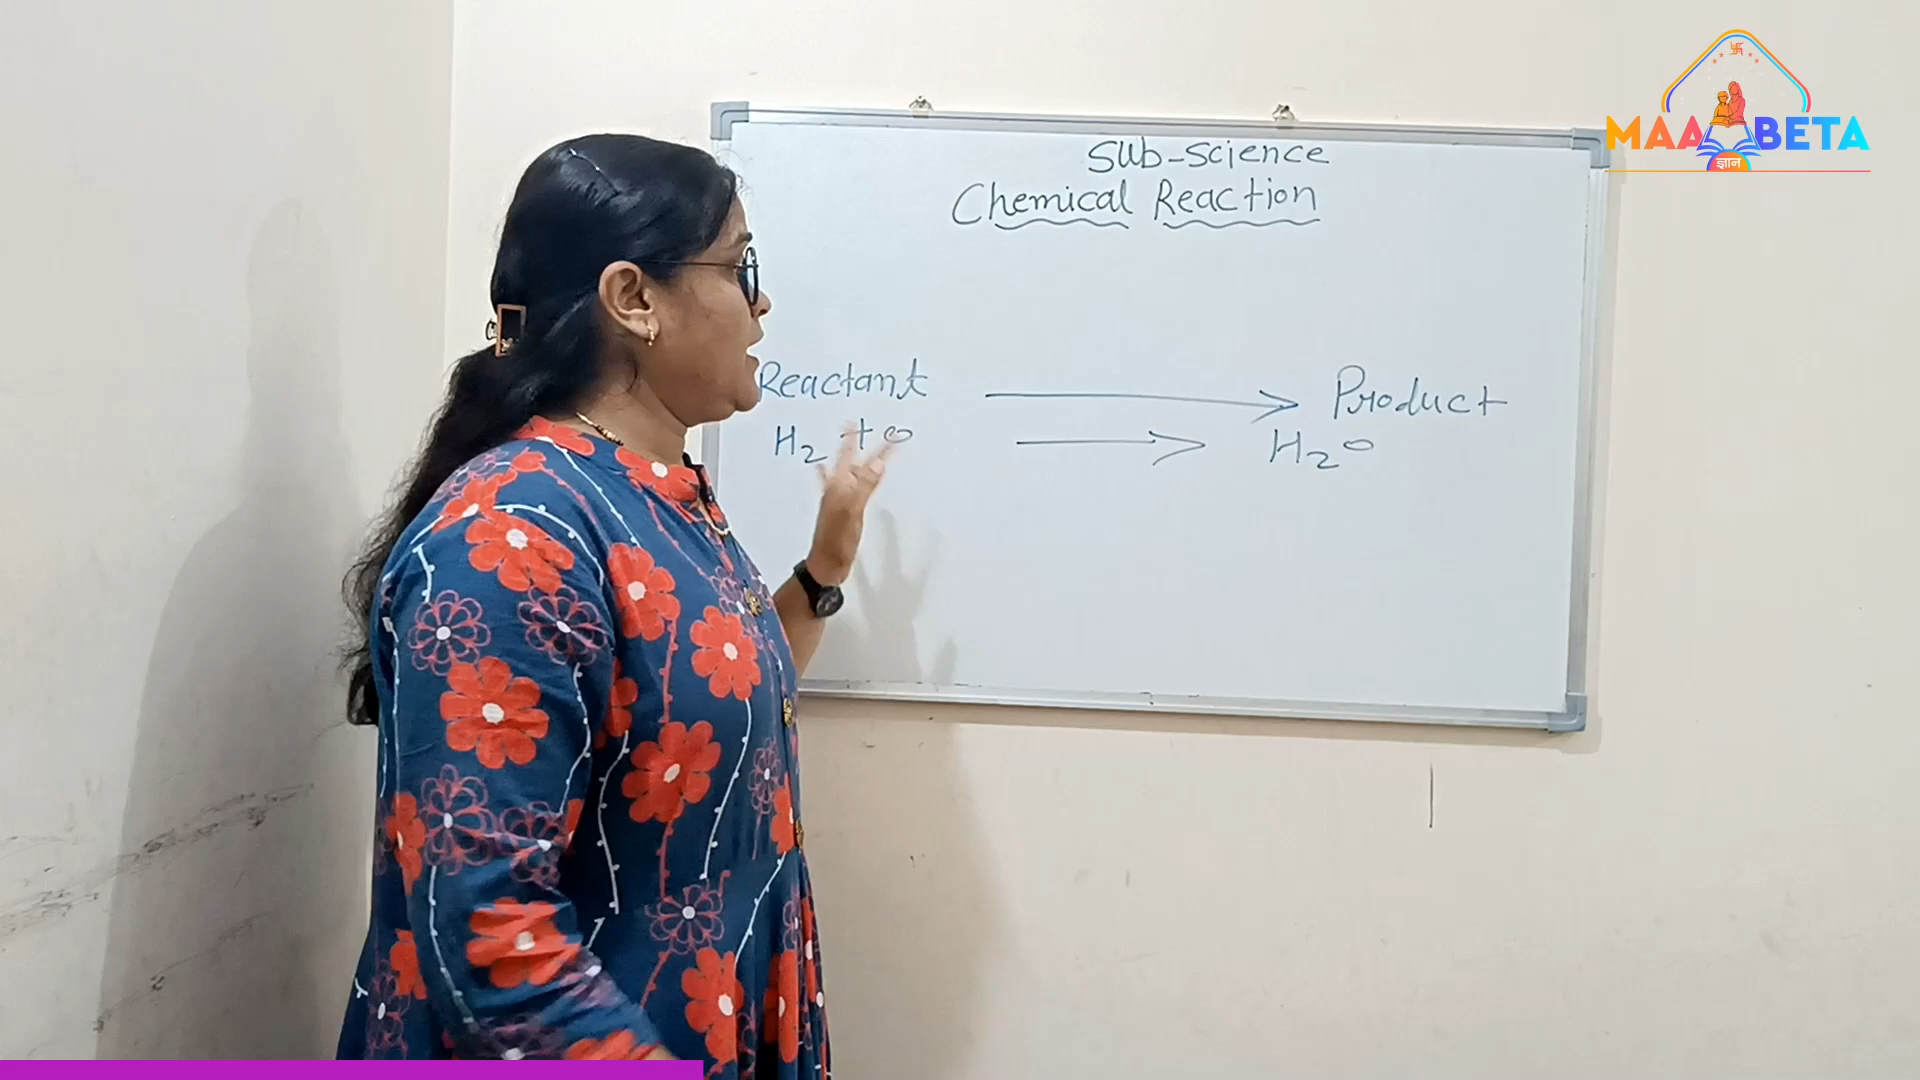 Sub-Science
Chemical Reaction
Reactant → Product
H₂ + O → H₂O
MAA BETA
ज्ञान